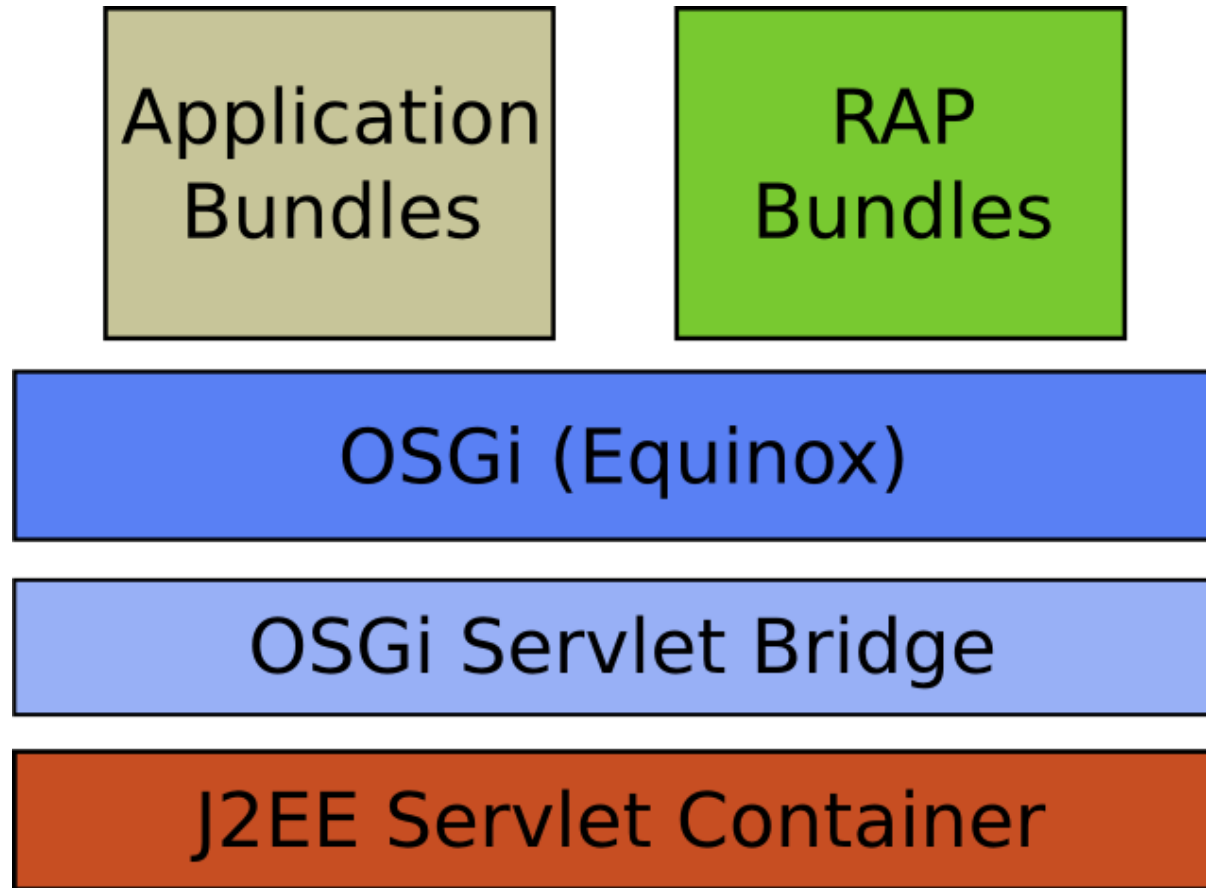 Application
Bundles
RAP
Bundles
OSGi (Equinox)
OSGi Servlet Bridge
J2EE Servlet Container